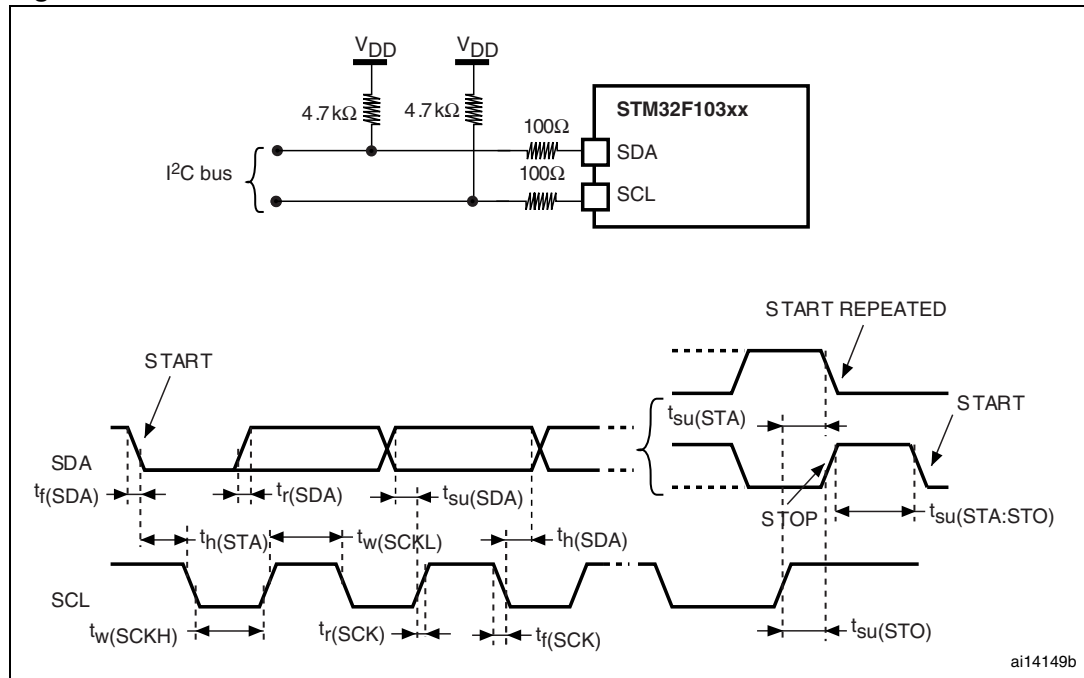 VDD VDD
4.7kΩ 4.7kΩ
STM32F103xx
100Ω
SDA
I²C bus
100Ω
SCL
START REPEATED
START
tsu(STA)
START
SDA
tf(SDA)
tr(SDA)
tsu(SDA)
STOP
tsu(STA:STO)
th(STA)
tw(SCKL)
th(SDA)
SCL
tw(SCKH)
tr(SCK)
tf(SCK)
tsu(STO)
ai14149b